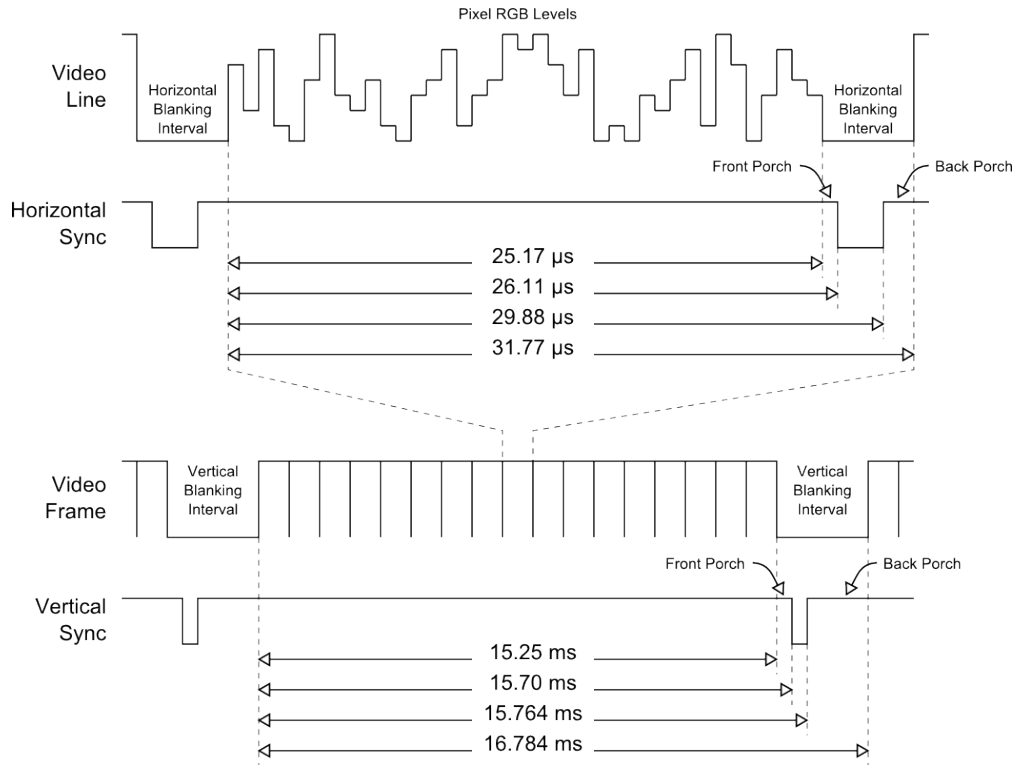 Pixel RGB Levels
Video
Line
Horizontal
Blanking
Interval
Horizontal
Blanking
Interval
Front Porch
Back Porch
Horizontal
Sync
25.17 µs
26.11 µs
29.88 µs
31.77 µs
Video
Frame
Vertical
Blanking
Interval
Vertical
Blanking
Interval
Front Porch
Back Porch
Vertical
Sync
15.25 ms
15.70 ms
15.764 ms
16.784 ms